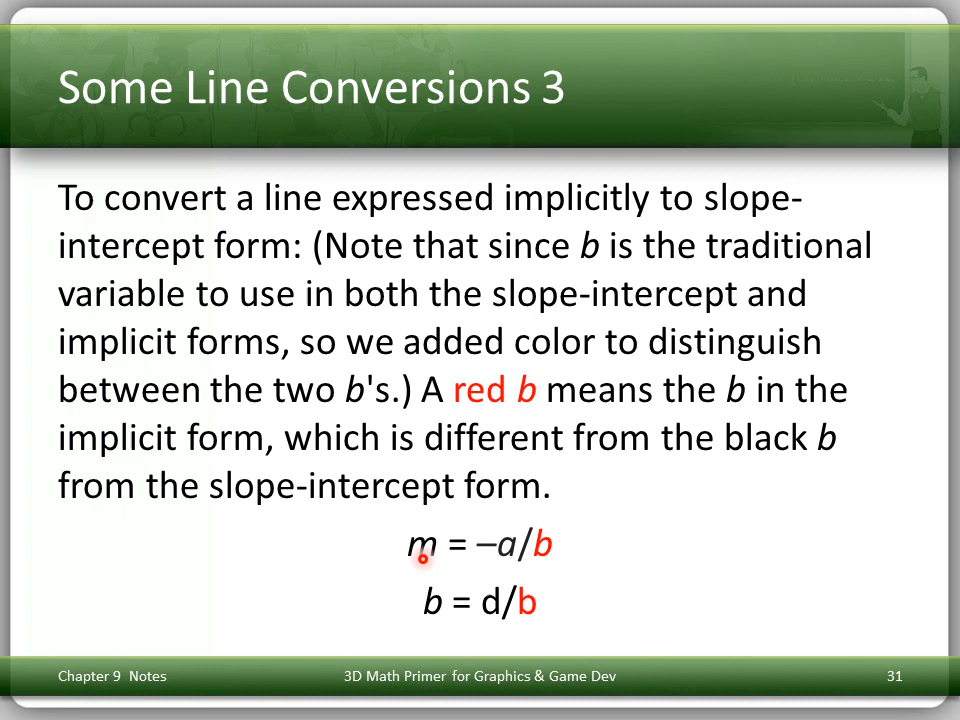 Some Line Conversions 3
To convert a line expressed implicitly to slope-
intercept form: (Note that since b is the traditional
variable to use in both the slope-intercept and
implicit forms, so we added color to distinguish
between the two b's.) A red b means the b in the
implicit form, which is different from the black b
from the slope-intercept form.
m = –a/b
b = d/b
Chapter 9 Notes
3D Math Primer for Graphics & Game Dev
31